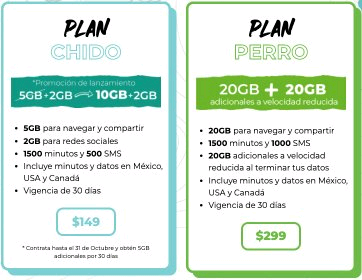 PLAN
CHIDO
*Promoción de lanzamiento
5GB+2GB 10GB+2GB
5GB para navegar y compartir
2GB para redes sociales
1500 minutos y 500 SMS
Incluye minutos y datos en México,
USA y Canadá
Vigencia de 30 días
$149
* Contrata hasta el 31 de Octubre y obtén 5GB
adicionales por 30 días
PLAN
PERRO
20GB + 20GB
adicionales a velocidad reducida
20GB para navegar y compartir
1500 minutos y 1000 SMS
20GB adicionales a velocidad
reducida al terminar tus datos
Incluye minutos y datos en México,
USA y Canadá
Vigencia de 30 días
$299